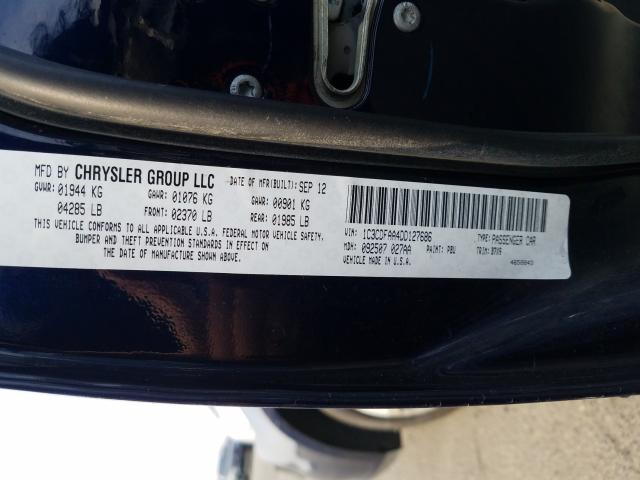 MFD BY CHRYSLER GROUP LLC DATE OF MFR(BUILT): SEP 12
GVWR: 01944 KG GAWR: 01076 KG GAWR: 00901 KG
04285 LB FRONT: 02370 LB REAR: 01985 LB
THIS VEHICLE CONFORMS TO ALL APPLICABLE U.S.A. FEDERAL MOTOR VEHICLE SAFETY,
BUMPER AND THEFT PREVENTION STANDARDS IN EFFECT ON
THE DATE OF MANUFACTURE SHOWN ABOVE.
VIN: 1C3CDFAA4DD127686 TYPE: PASSENGER CAR
MDH: 092507 027AA PAINT: PBU TRIM: B7X9
VEHICLE MADE IN U.S.A.